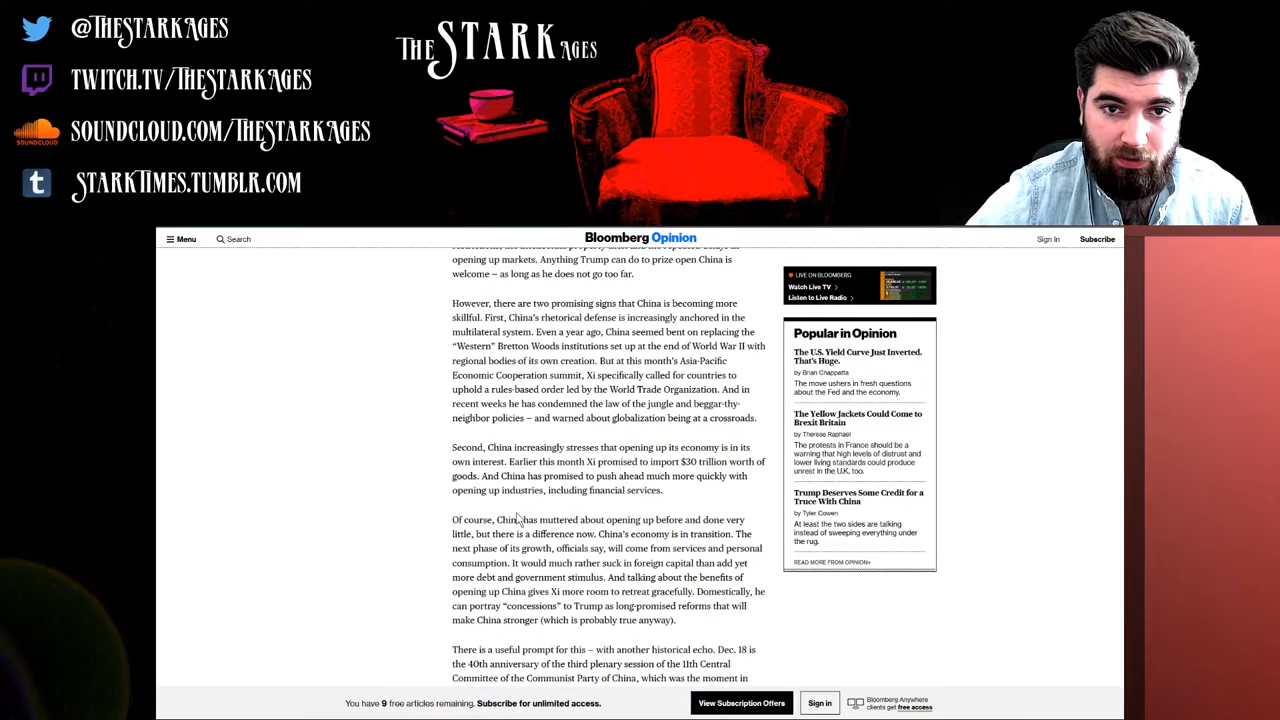 @THESTARKAGES
TWITCH.TV/THESTARKAGES
SOUNDCLOUD
SOUNDCLOUD.COM/THESTARKAGES
STARKTIMES.TUMBLR.COM
THE STARK AGES
Menu
Search
Bloomberg Opinion
Sign In
Subscribe
opening up markets. Anything Trump can do to prize open China is
welcome – as long as he does not go too far.
However, there are two promising signs that China is becoming more
skillful. First, China's rhetorical defense is increasingly anchored in the
multilateral system. Even a year ago, China seemed bent on replacing the
“Western” Bretton Woods institutions set up at the end of World War II with
regional bodies of its own creation. But at this month's Asia-Pacific
Economic Cooperation summit, Xi specifically called for countries to
uphold a rules-based order led by the World Trade Organization. And in
recent weeks he has condemned the law of the jungle and beggar-thy-
neighbor policies – and warned about globalization being at a crossroads.
Second, China increasingly stresses that opening up its economy is in its
own interest. Earlier this month Xi promised to import $30 trillion worth of
goods. And China has promised to push ahead much more quickly with
opening up industries, including financial services.
Of course, China has muttered about opening up before and done very
little, but there is a difference now. China's economy is in transition. The
next phase of its growth, officials say, will come from services and personal
consumption. It would much rather suck in foreign capital than add yet
more debt and government stimulus. And talking about the benefits of
opening up China gives Xi more room to retreat gracefully. Domestically, he
can portray “concessions” to Trump as long-promised reforms that will
make China stronger (which is probably true anyway).
There is a useful prompt for this – with another historical echo. Dec. 18 is
the 40th anniversary of the third plenary session of the 11th Central
Committee of the Communist Party of China, which was the moment in
LIVE ON BLOOMBERG
Watch Live TV >
Listen to Live Radio >
Popular in Opinion
The U.S. Yield Curve Just Inverted.
That's Huge.
by Brian Chappatta
The move ushers in fresh questions
about the Fed and the economy.
The Yellow Jackets Could Come to
Brexit Britain
by Therese Raphael
The protests in France should be a
warning that high levels of distrust and
lower living standards could produce
unrest in the U.K. too.
Trump Deserves Some Credit for a
Truce With China
by Tyler Cowen
At least the two sides are talking
instead of sweeping everything under
the rug.
READ MORE FROM OPINION>
You have 9 free articles remaining. Subscribe for unlimited access.
View Subscription Offers
Sign in
Bloomberg Anywhere
clients get free access